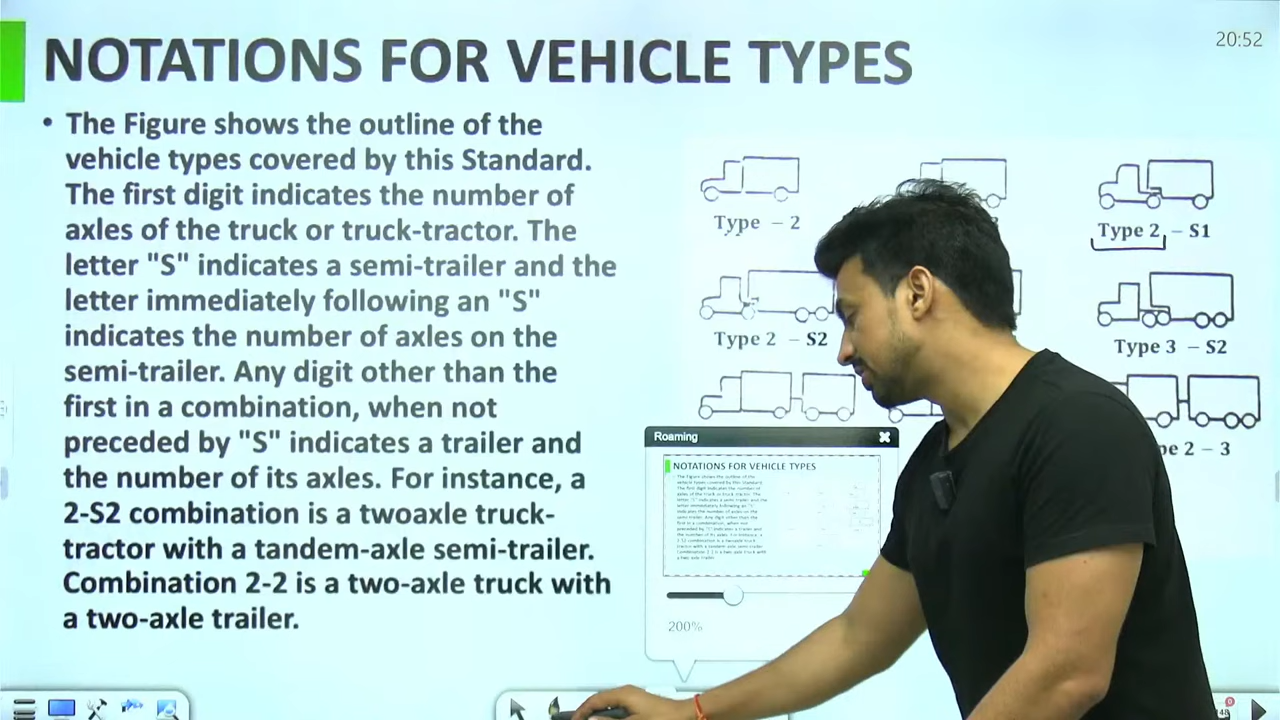 20:52
NOTATIONS FOR VEHICLE TYPES
• The Figure shows the outline of the
vehicle types covered by this Standard.
The first digit indicates the number of
axles of the truck or truck-tractor. The
letter "S" indicates a semi-trailer and the
letter immediately following an "S"
indicates the number of axles on the
semi-trailer. Any digit other than the
first in a combination, when not
preceded by "S" indicates a trailer and
the number of its axles. For instance, a
2-S2 combination is a twoaxle truck-
tractor with a tandem-axle semi-trailer.
Combination 2-2 is a two-axle truck with
a two-axle trailer.
Type – 2
Type 2 – S1
Type 2 – S2
Type 3 – S2
pe 2 – 3
Roaming
NOTATIONS FOR VEHICLE TYPES
200%